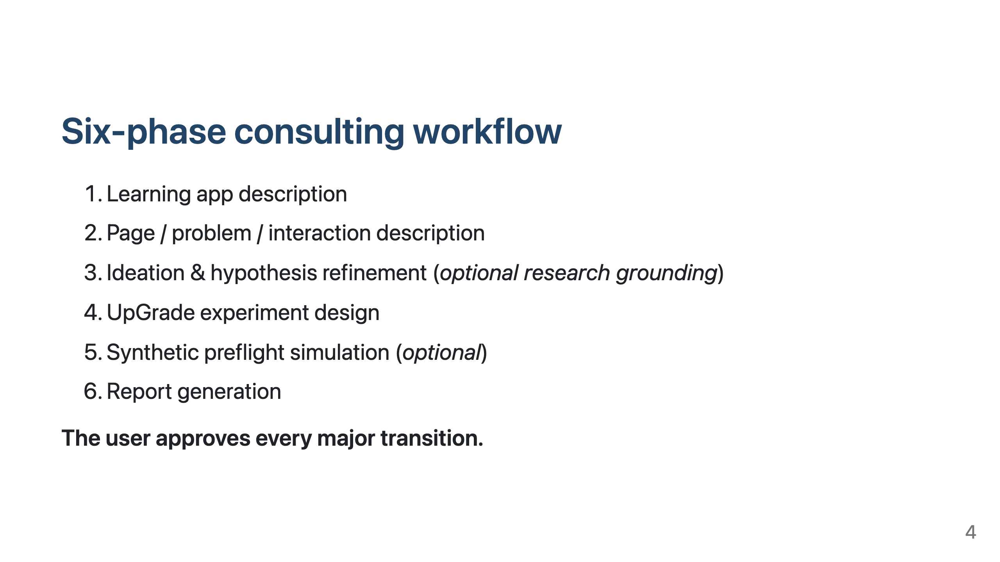 Six-phase consulting workflow
1. Learning app description
2. Page / problem / interaction description
3. Ideation & hypothesis refinement (optional research grounding)
4. UpGrade experiment design
5. Synthetic preflight simulation (optional)
6. Report generation
The user approves every major transition.
4